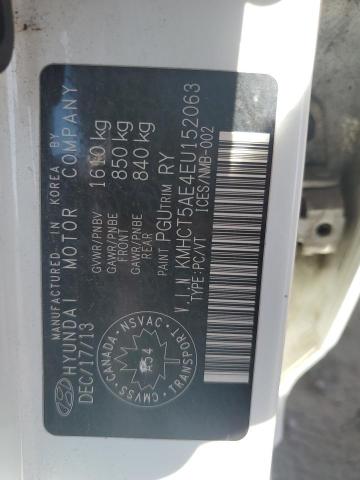 MANUFACTURED IN KOREA BY
HYUNDAI MOTOR COMPANY
DEC/17/13
GVWR/PNBV 1610 kg
GAWR/PNBE FRONT 850 kg
GAWR/PNBE REAR 840 kg
PAINT PGU trim RY
V.I.N KMHCT5AE4EU152063
TYPE:PC/VT ICES/NMB-002
CANADA NSVAC TRANSPORT CMVSS